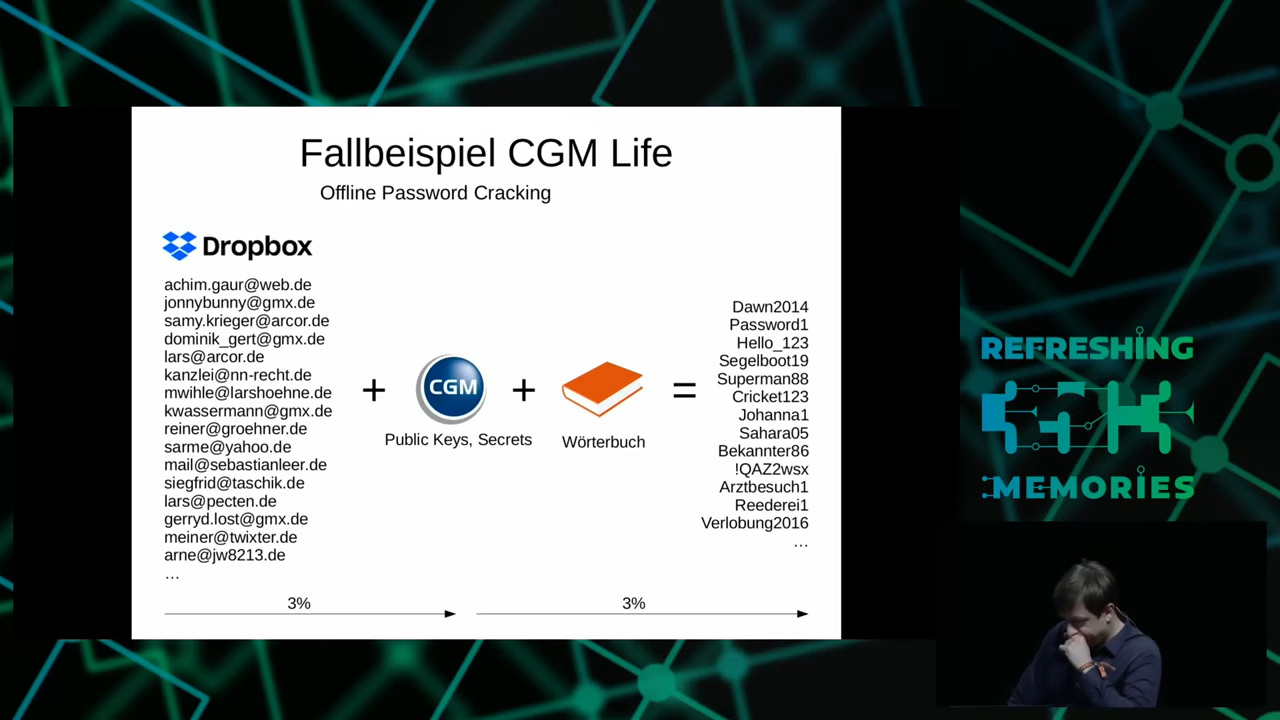 Fallbeispiel CGM Life
Offline Password Cracking
Dropbox
achim.gaur@web.de
jonnybunny@gmx.de
samy.krieger@arcor.de
dominik_gert@gmx.de
lars@arcor.de
kanzlei@nn-recht.de
mwihle@larshoehne.de
kwassermann@gmx.de
reiner@groehner.de
sarme@yahoo.de
mail@sebastianleer.de
siegfrid@taschik.de
lars@pecten.de
gerryd.lost@gmx.de
meiner@twixter.de
arne@jw8213.de
…
+
CGM
Public Keys, Secrets
+
Wörterbuch
=
Dawn2014
Password1
Hello_123
Segelboot19
Superman88
Cricket123
Johanna1
Sahara05
Bekannter86
!QAZ2wsx
Arztbesuch1
Reederei1
Verlobung2016
…
3%
3%
REFRESHING
MEMORIES